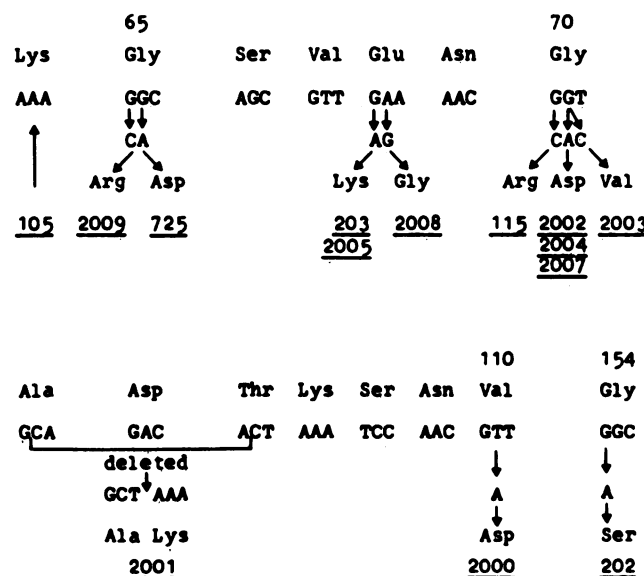 65 70
Lys Gly Ser Val Glu Asn Gly
AAA GGC AGC GTT GAA AAC GGT
CA AG CAC
Arg Asp Lys Gly Arg Asp Val
105 2009 725 203 2008 115 2002 2003
2005 2004
2007
110 154
Ala Asp Thr Lys Ser Asn Val Gly
GCA GAC ACT AAA TCC AAC GTT GGC
deleted
GCT AAA A A
Ala Lys Asp Ser
2001 2000 202